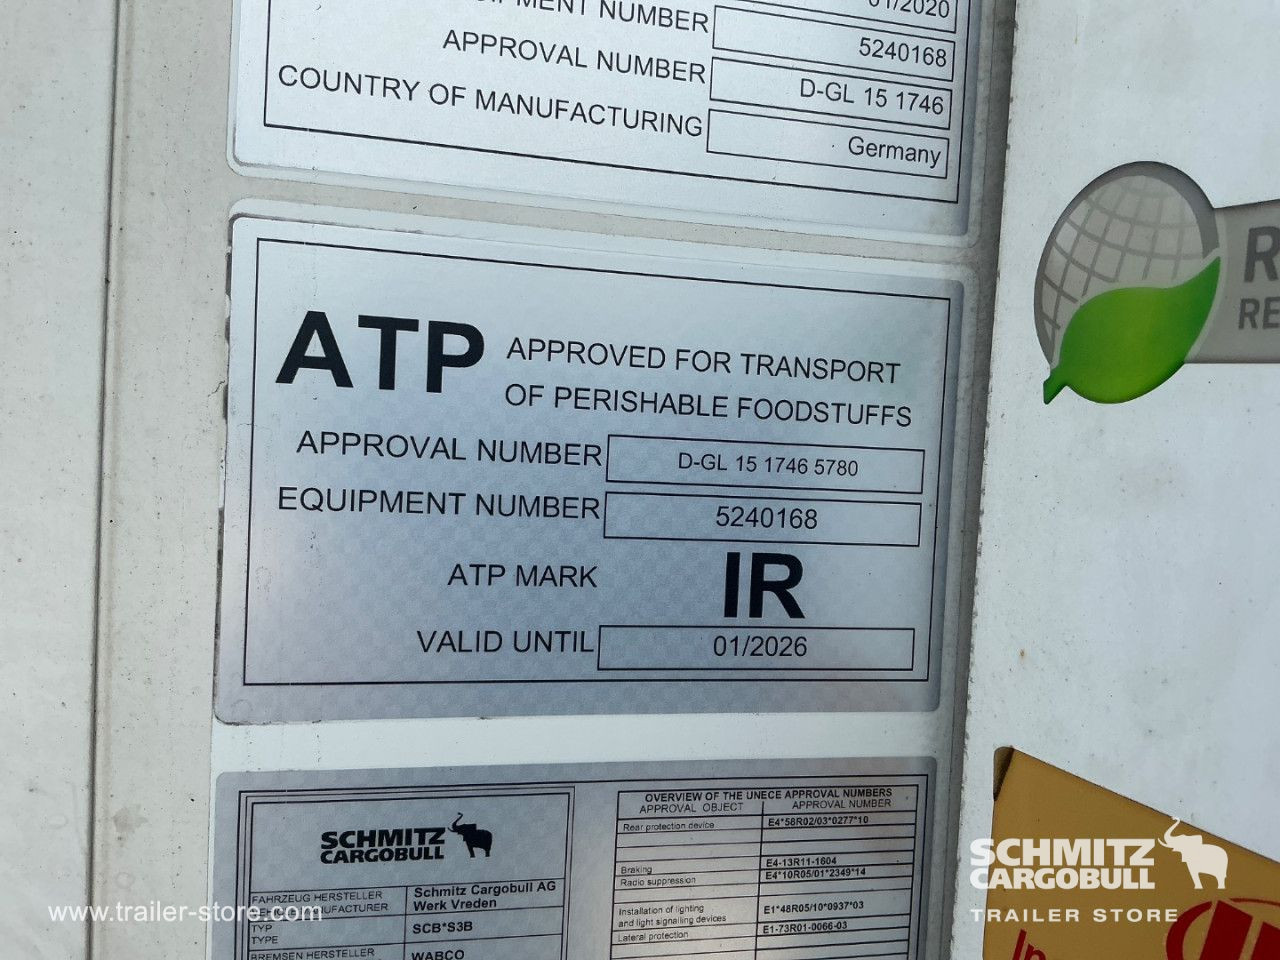 01/2020
EQUIPMENT NUMBER 5240168
APPROVAL NUMBER D-GL 15 1746
COUNTRY OF MANUFACTURING Germany
ATP APPROVED FOR TRANSPORT
OF PERISHABLE FOODSTUFFS
APPROVAL NUMBER D-GL 15 1746 5780
EQUIPMENT NUMBER 5240168
ATP MARK IR
VALID UNTIL 01/2026
SCHMITZ
CARGOBULL
FAHRZEUG HERSTELLER Schmitz Cargobull AG
MANUFACTURER Werk Vreden
TYP
TYPE SCB*S3B
BREMSEN HERSTELLER WABCO
OVERVIEW OF THE UNECE APPROVAL NUMBERS
APPROVAL OBJECT APPROVAL NUMBER
Rear protection device E4*58R02/03*0277*10
Braking E4-13R11-1604
Radio suppression E4*10R05/01*2349*14
Installation of lighting
and light signalling devices E1*48R05/10*0937*03
Lateral protection E1-73R01-0066-03
R
RE
In
www.trailer-store.com
SCHMITZ
CARGOBULL
TRAILER STORE